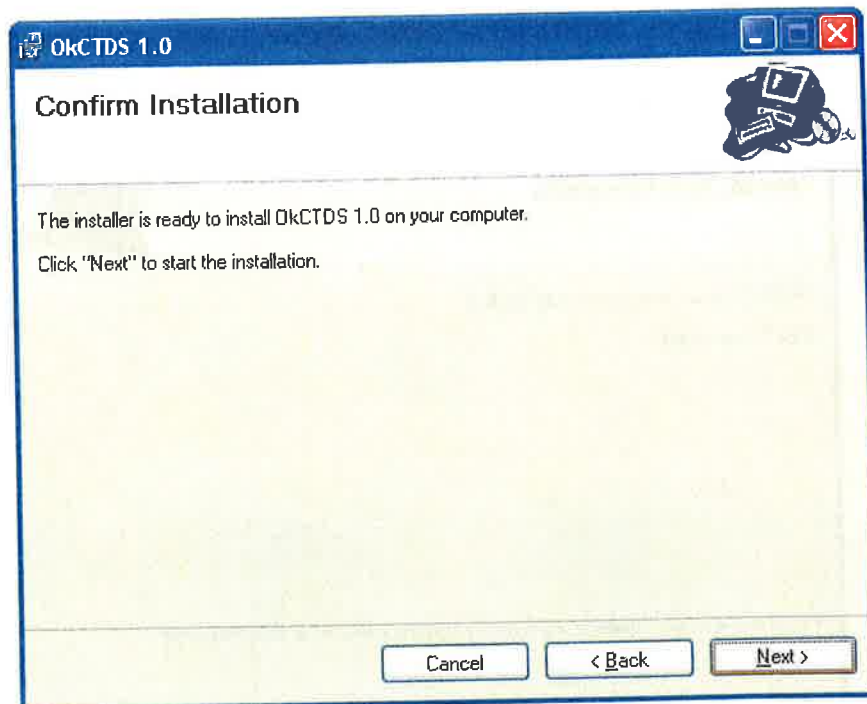 OkCTDS 1.0
Confirm Installation
The installer is ready to install OkCTDS 1.0 on your computer.
Click "Next" to start the installation.
Cancel
< Back
Next >